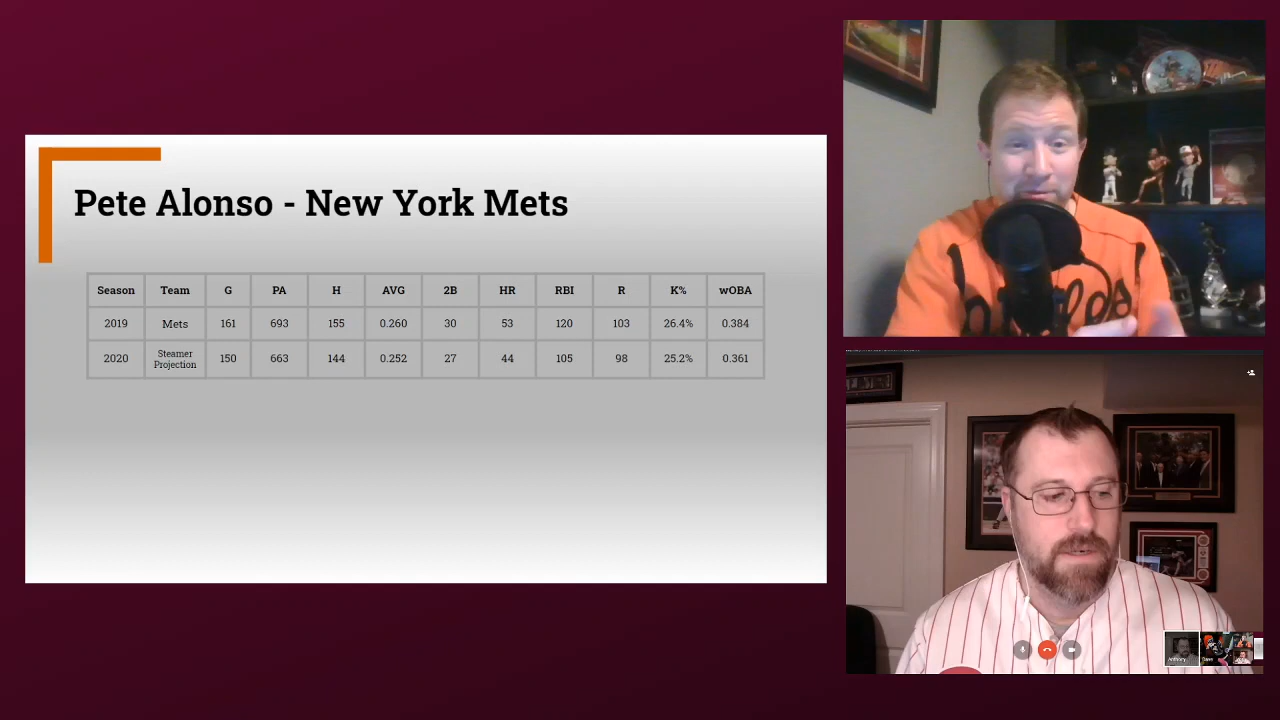 Pete Alonso - New York Mets
Season Team G PA H AVG 2B HR RBI R K% wOBA
2019 Mets 161 693 155 0.260 30 53 120 103 26.4% 0.384
2020 Steamer Projection 150 663 144 0.252 27 44 105 98 25.2% 0.361
Anthony
Dave